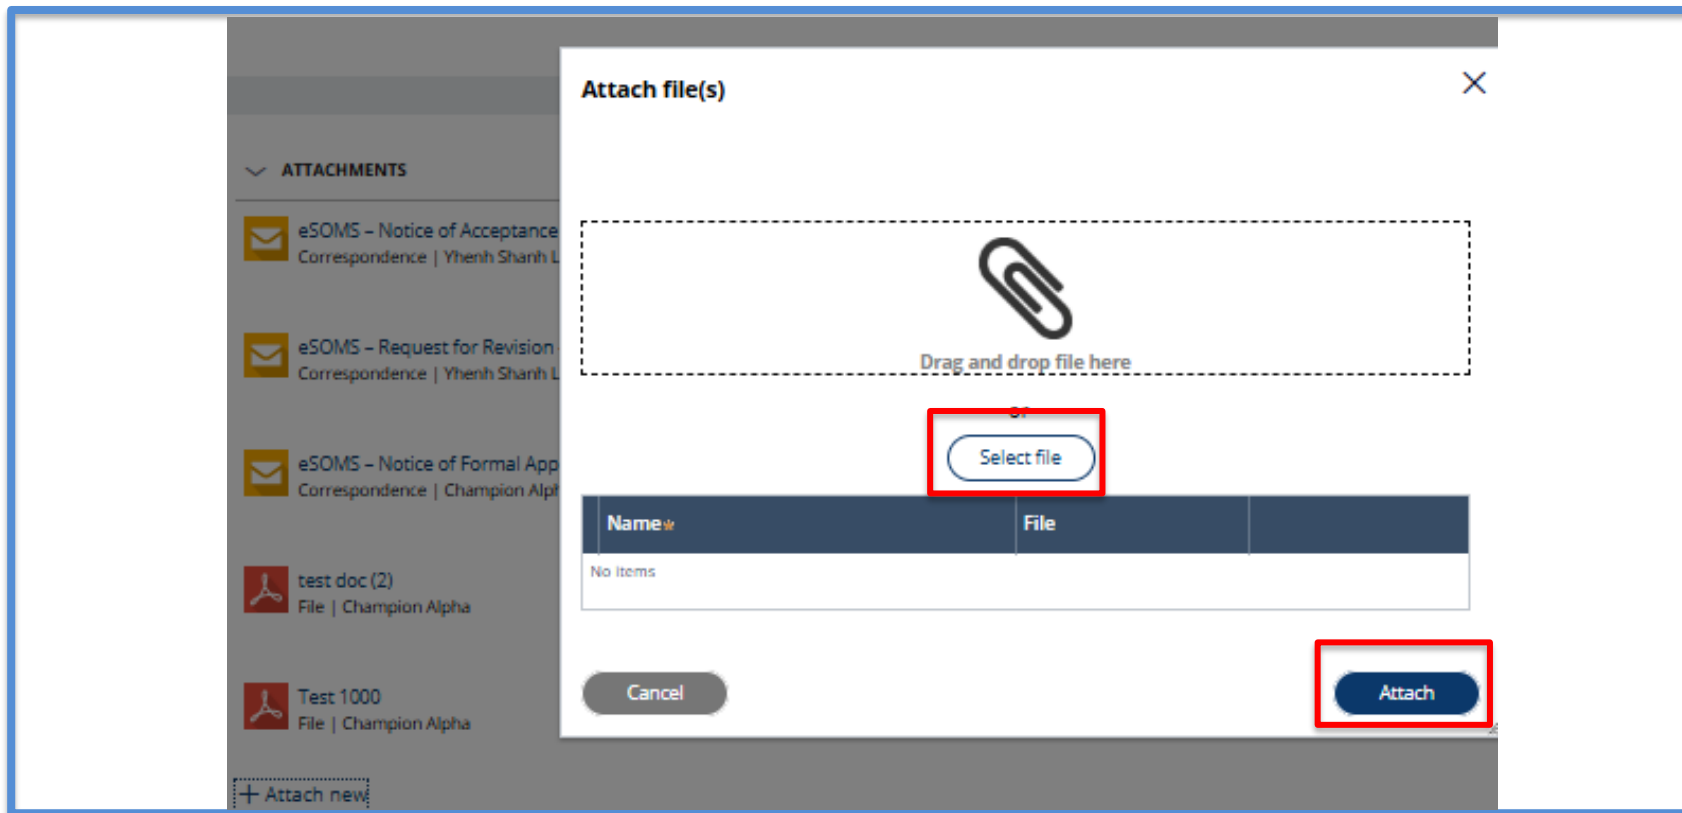 Attach file(s)
ATTACHMENTS
eSOMS – Notice of Acceptance
Correspondence | Yhenh Shanh L
eSOMS – Request for Revision
Correspondence | Yhenh Shanh L
eSOMS – Notice of Formal App
Correspondence | Champion Alph
test doc (2)
File | Champion Alpha
Test 1000
File | Champion Alpha
+ Attach new
Drag and drop file here
or
Select file
Name* File
No items
Cancel Attach